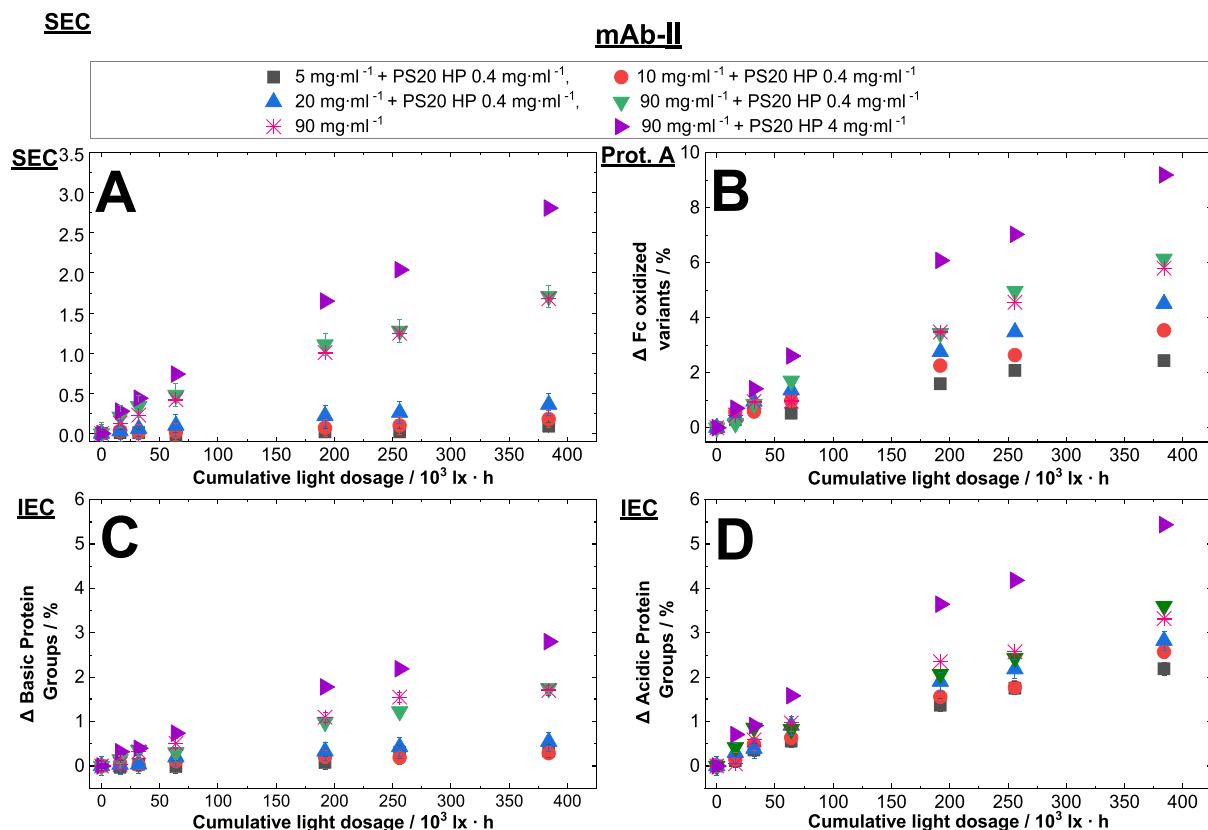 SEC
mAb-II
5 mg·ml⁻¹ + PS20 HP 0.4 mg·ml⁻¹,
10 mg·ml⁻¹ + PS20 HP 0.4 mg·ml⁻¹
20 mg·ml⁻¹ + PS20 HP 0.4 mg·ml⁻¹,
90 mg·ml⁻¹ + PS20 HP 0.4 mg·ml⁻¹
90 mg·ml⁻¹
90 mg·ml⁻¹ + PS20 HP 4 mg·ml⁻¹
SEC
A
3.5
3.0
2.5
2.0
1.5
1.0
0.5
0.0
0 50 100 150 200 250 300 350 400
Cumulative light dosage / 10³ lx · h
Prot. A
B
Δ Fc oxidized
variants / %
10
8
6
4
2
0
0 50 100 150 200 250 300 350 400
Cumulative light dosage / 10³ lx · h
IEC
C
Δ Basic Protein
Groups / %
6
5
4
3
2
1
0
0 50 100 150 200 250 300 350 400
Cumulative light dosage / 10³ lx · h
IEC
D
Δ Acidic Protein
Groups / %
6
5
4
3
2
1
0
0 50 100 150 200 250 300 350 400
Cumulative light dosage / 10³ lx · h